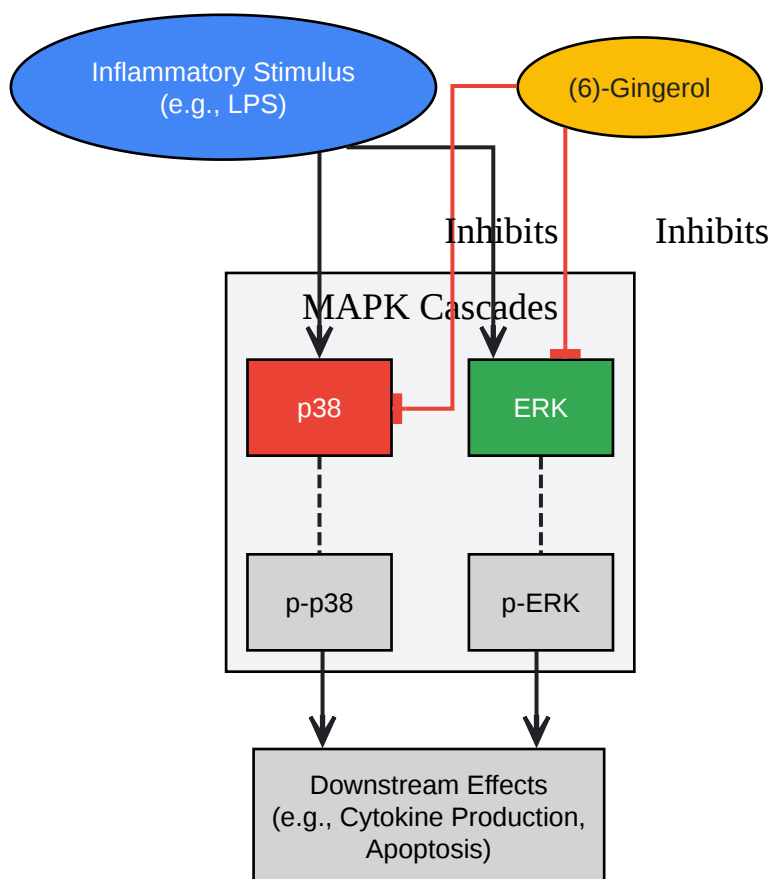 Inflammatory Stimulus
(e.g., LPS)
(6)-Gingerol
Inhibits
Inhibits
MAPK Cascades
p38
ERK
p-p38
p-ERK
Downstream Effects
(e.g., Cytokine Production,
Apoptosis)